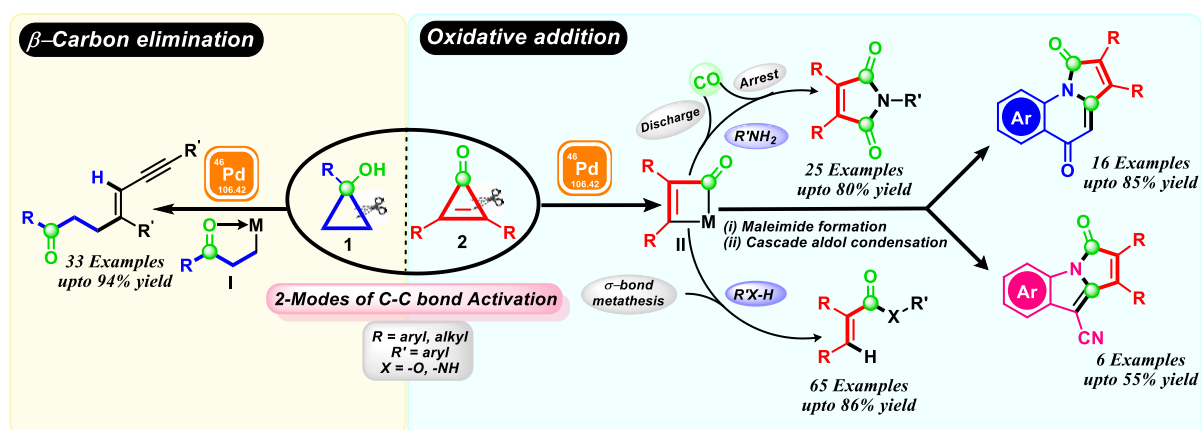 β–Carbon elimination
Oxidative addition
R'
H
R
O
R'
33 Examples
upto 94% yield
46
Pd
106.42
O
M
R
I
R
OH
1
O
R
R
2
2-Modes of C-C bond Activation
R = aryl, alkyl
R' = aryl
X = -O, -NH
46
Pd
106.42
CO
Discharge
Arrest
R'NH2
R
O
R
M
II
(i) Maleimide formation
(ii) Cascade aldol condensation
σ–bond
metathesis
R'X-H
R
O
N–R'
R
O
25 Examples
upto 80% yield
R
O
R'
X
R
H
65 Examples
upto 86% yield
O
R
N
R
Ar
O
16 Examples
upto 85% yield
O
R
N
R
Ar
CN
6 Examples
upto 55% yield